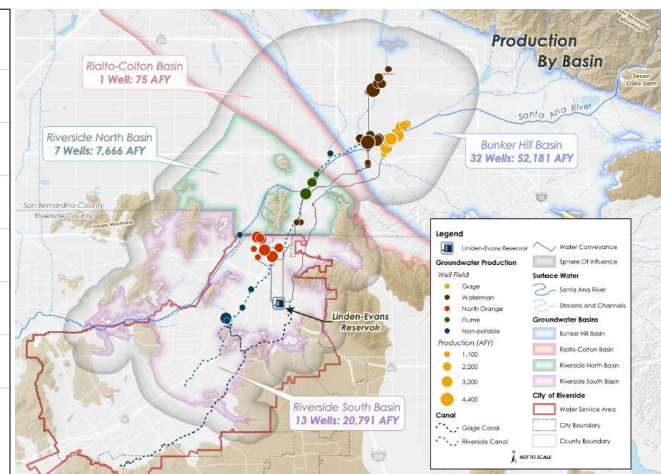 Production
By Basin
Rialto-Colton Basin
1 Well: 75 AFY
Seven
Oaks Dam
Santa Ana River
Riverside North Basin
7 Wells: 7,666 AFY
Bunker Hill Basin
32 Wells: 52,181 AFY
San Bernardino County
Riverside County
Jurupa Mountains
Linden-Evans
Reservoir
Riverside South Basin
13 Wells: 20,791 AFY
Legend
Linden-Evans Reservoir
Groundwater Production
Well Field
Gage
Waterman
North Orange
Flume
Non-potable
Production (AFY)
1,100
2,200
3,300
4,400
Canal
Gage Canal
Riverside Canal
Water Conveyance
Sphere Of Influence
Surface Water
Santa Ana River
Streams and Channels
Groundwater Basins
Bunker Hill Basin
Rialto-Colton Basin
Riverside North Basin
Riverside South Basin
City of Riverside
Water Service Area
City Boundary
County Boundary
NOT TO SCALE